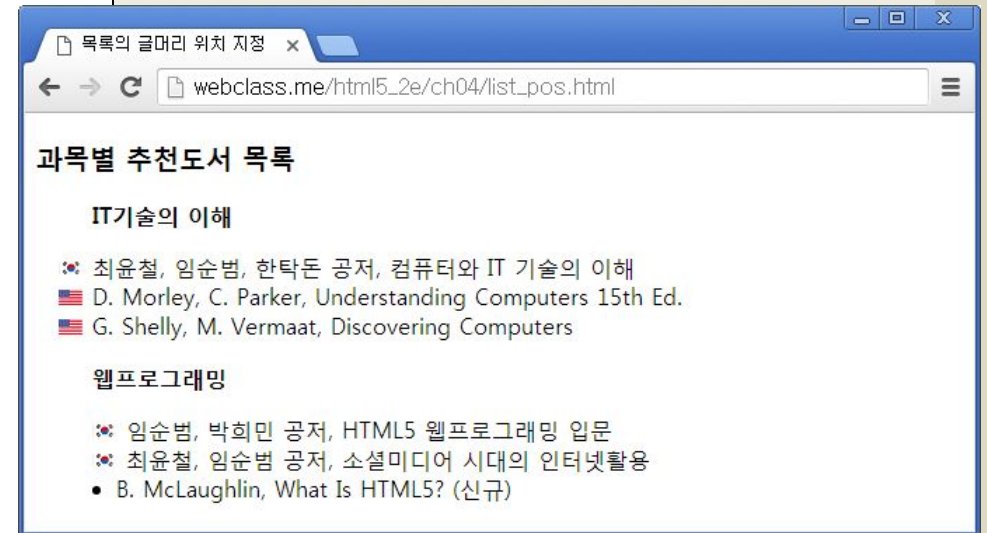 목록의 글머리 위치 지정
webclass.me/html5_2e/ch04/list_pos.html
과목별 추천도서 목록
IT기술의 이해
최윤철, 임순범, 한탁돈 공저, 컴퓨터와 IT 기술의 이해
D. Morley, C. Parker, Understanding Computers 15th Ed.
G. Shelly, M. Vermaat, Discovering Computers
웹프로그래밍
임순범, 박희민 공저, HTML5 웹프로그래밍 입문
최윤철, 임순범 공저, 소셜미디어 시대의 인터넷활용
B. McLaughlin, What Is HTML5? (신규)